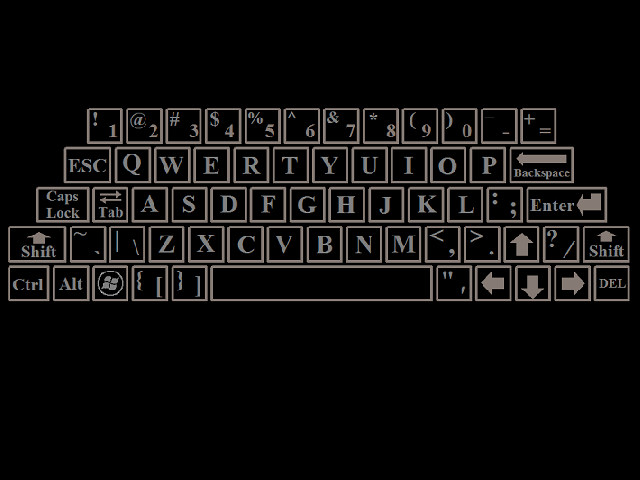 ! 1 @ 2 # 3 $ 4 % 5 ^ 6 & 7 * 8 ( 9 ) 0 _ - + =
ESC Q W E R T Y U I O P Backspace
Caps Lock Tab A S D F G H J K L : ; Enter
Shift ~ ` | \ Z X C V B N M < , > . ? / Shift
Ctrl Alt { [ } ] " ' DEL